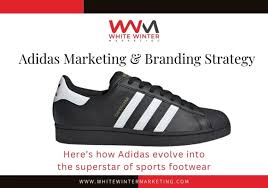 WHITE WINTER
MARKETING
Adidas Marketing & Branding Strategy
Here's how Adidas evolve into
the superstar of sports footwear
WWW.WHITEWINTERMARKETING.COM